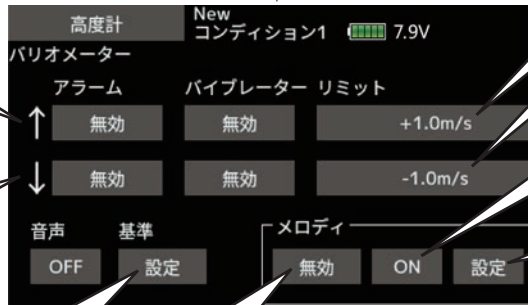 高度計 New
コンディション1 7.9V
バリオメーター
アラーム バイブレーター リミット
↑ 無効 無効 +1.0m/s
↓ 無効 無効 -1.0m/s
音声 基準 メロディ
OFF 設定 無効 ON 設定